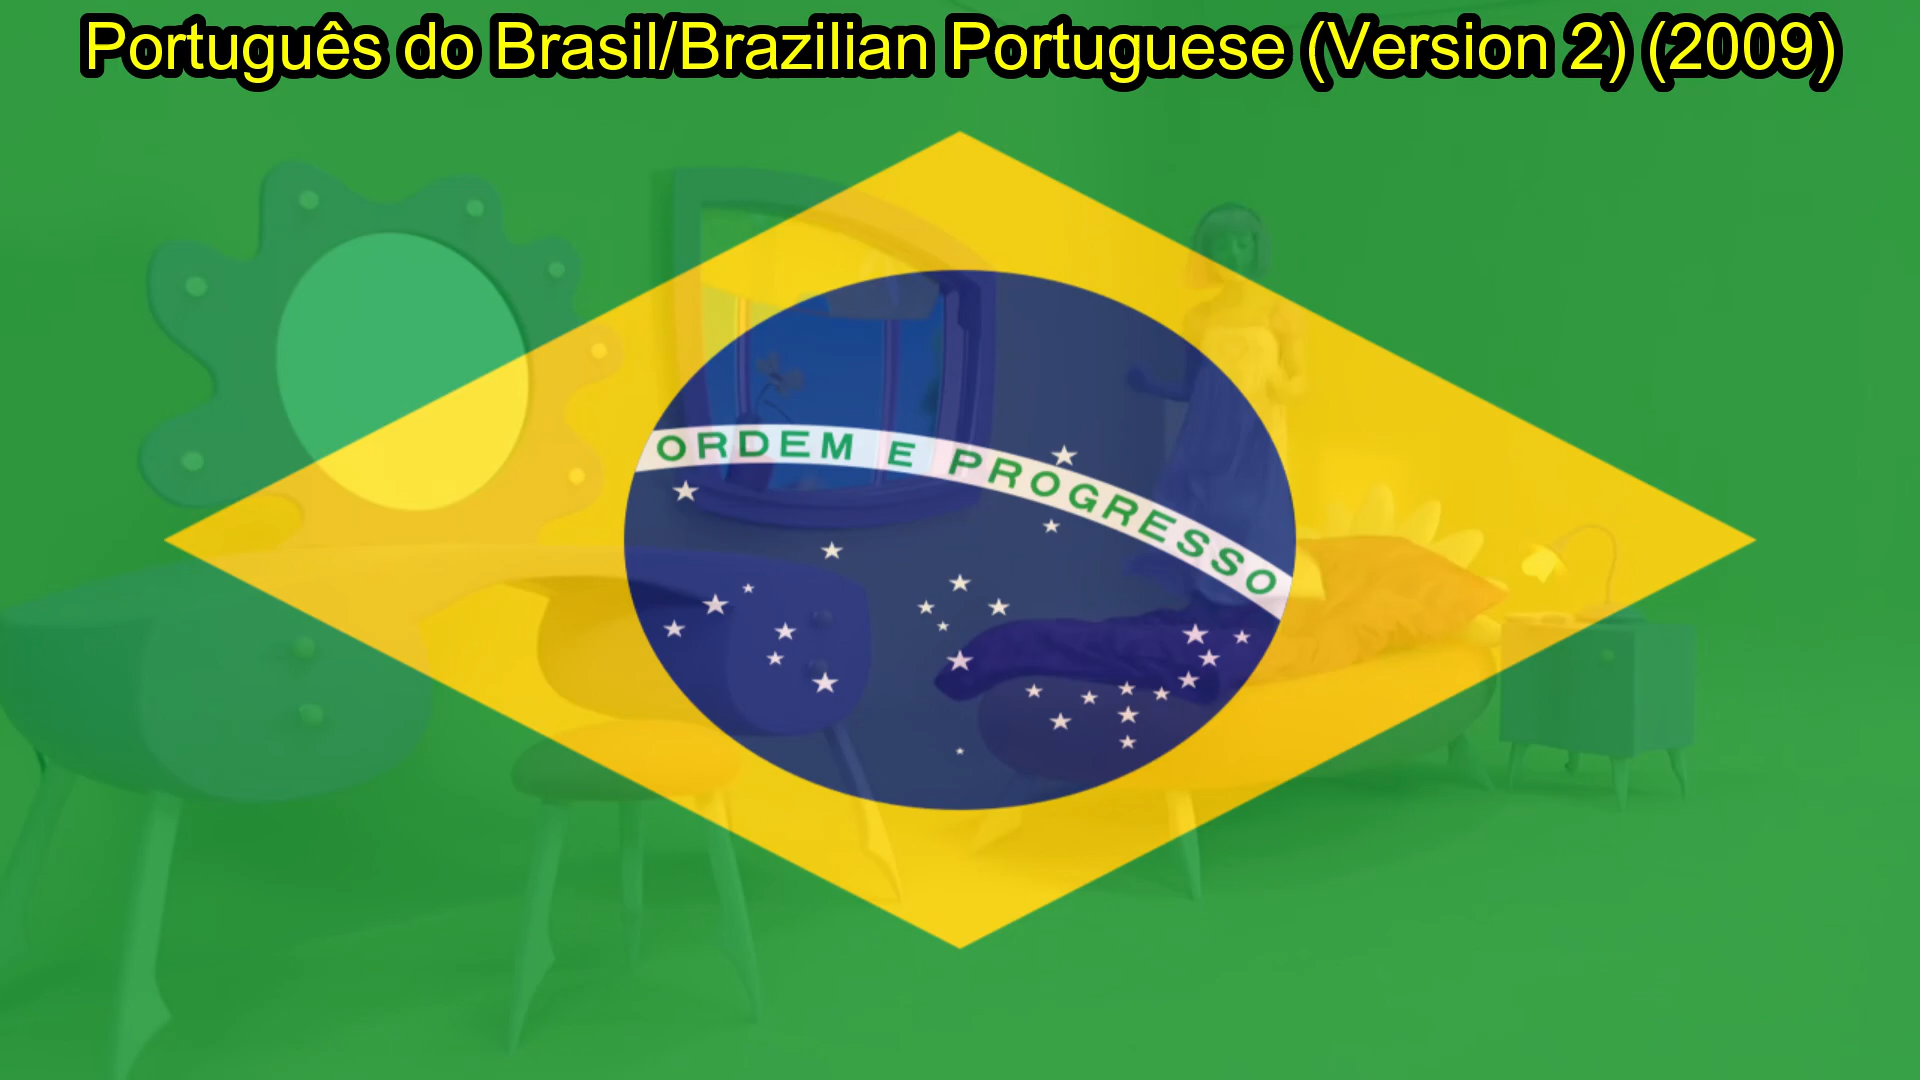 Português do Brasil/Brazilian Portuguese (Version 2) (2009)
ORDEM E PROGRESSO